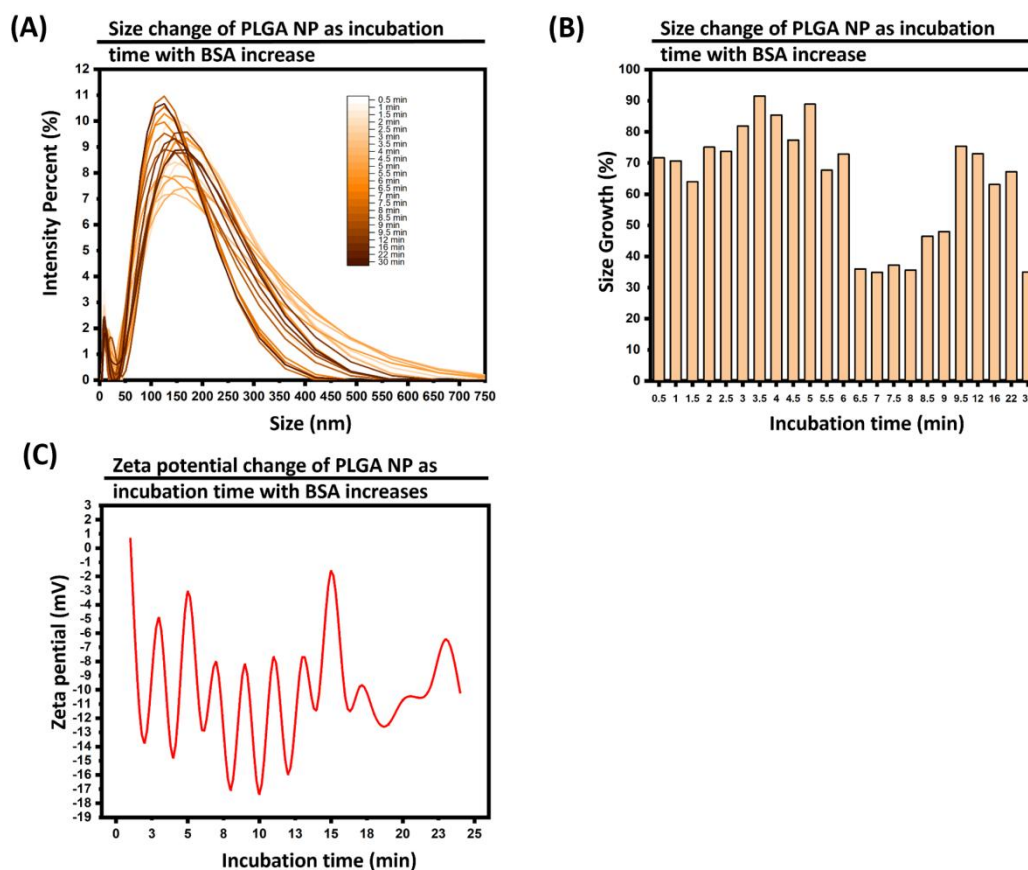 (A)
Size change of PLGA NP as incubation
time with BSA increase
Intensity Percent (%)
12
11
10
9
8
7
6
5
4
3
2
1
0
0 50 100 150 200 250 300 350 400 450 500 550 600 650 700 750
Size (nm)
0.5 min
1 min
1.5 min
2 min
2.5 min
3 min
3.5 min
4 min
4.5 min
5 min
5.5 min
6 min
6.5 min
7 min
7.5 min
8 min
8.5 min
9 min
9.5 min
12 min
16 min
22 min
30 min
(B)
Size change of PLGA NP as incubation
time with BSA increase
Size Growth (%)
100
90
80
70
60
50
40
30
20
10
0
0.5 1 1.5 2 2.5 3 3.5 4 4.5 5 5.5 6 6.5 7 7.5 8 8.5 9 9.5 12 16 22
Incubation time (min)
(C)
Zeta potential change of PLGA NP as
incubation time with BSA increases
Zeta pential (mV)
3
2
1
0
-1
-2
-3
-5
-6
-7
-8
-9
-10
-12
-13
-14
-15
-16
-17
-18
-19
0 3 5 8 10 13 15 18 20 23 25
Incubation time (min)